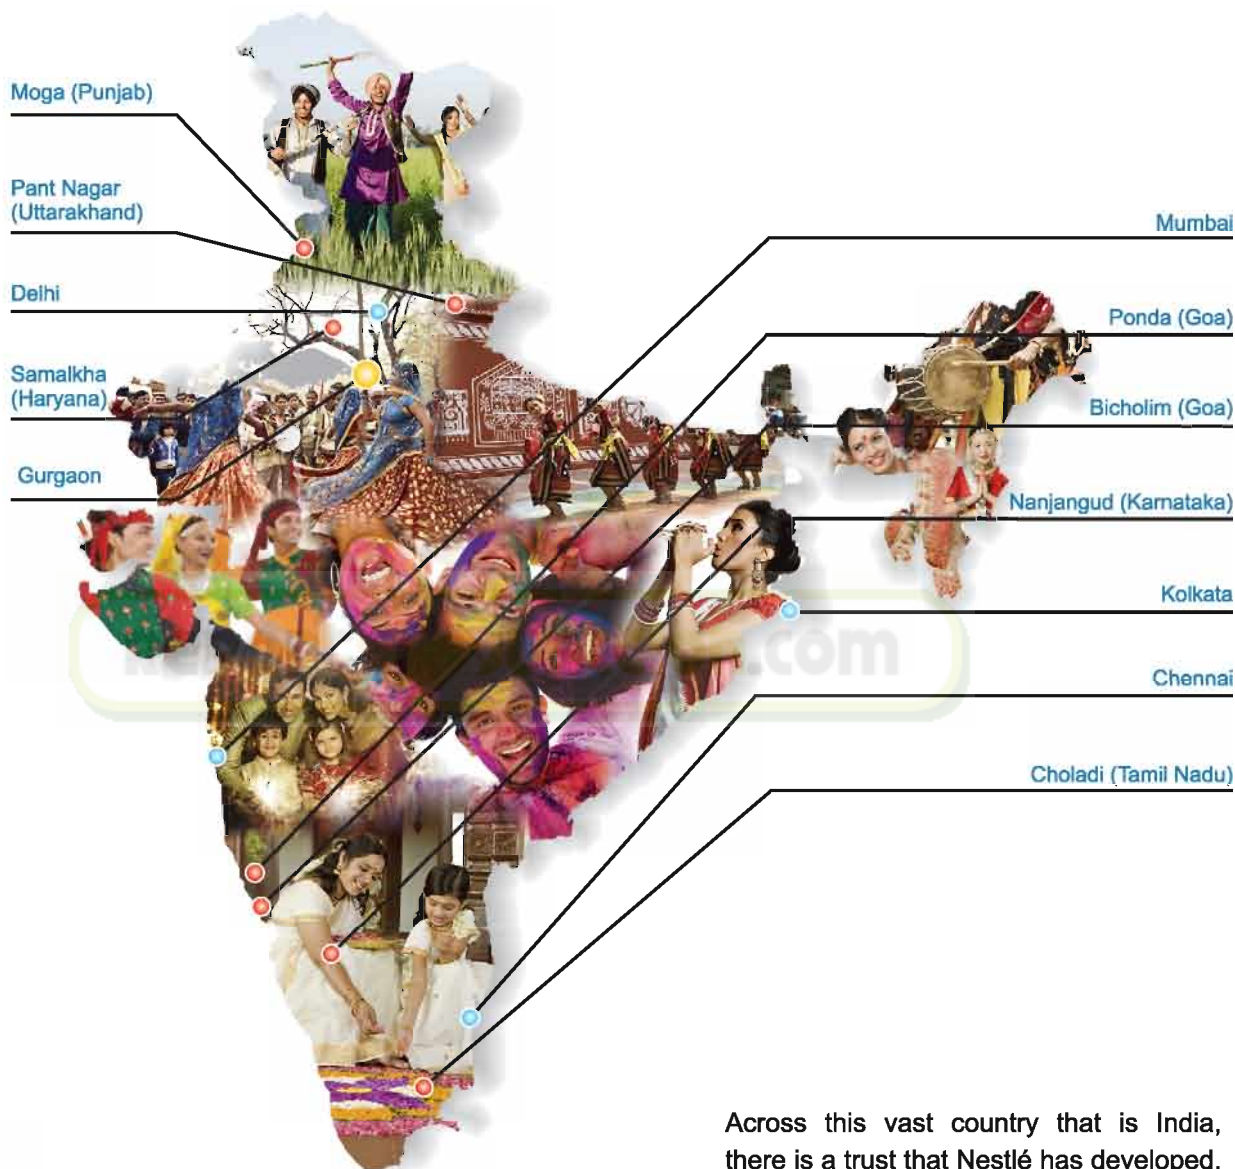 Moga (Punjab)
Pant Nagar
(Uttarakhand)
Delhi
Samalkha
(Haryana)
Gurgaon
Mumbai
Ponda (Goa)
Bicholim (Goa)
Nanjangud (Karnataka)
Kolkata
Chennai
Choladi (Tamil Nadu)
Across this vast country that is India,
there is a trust that Nestlé has developed.